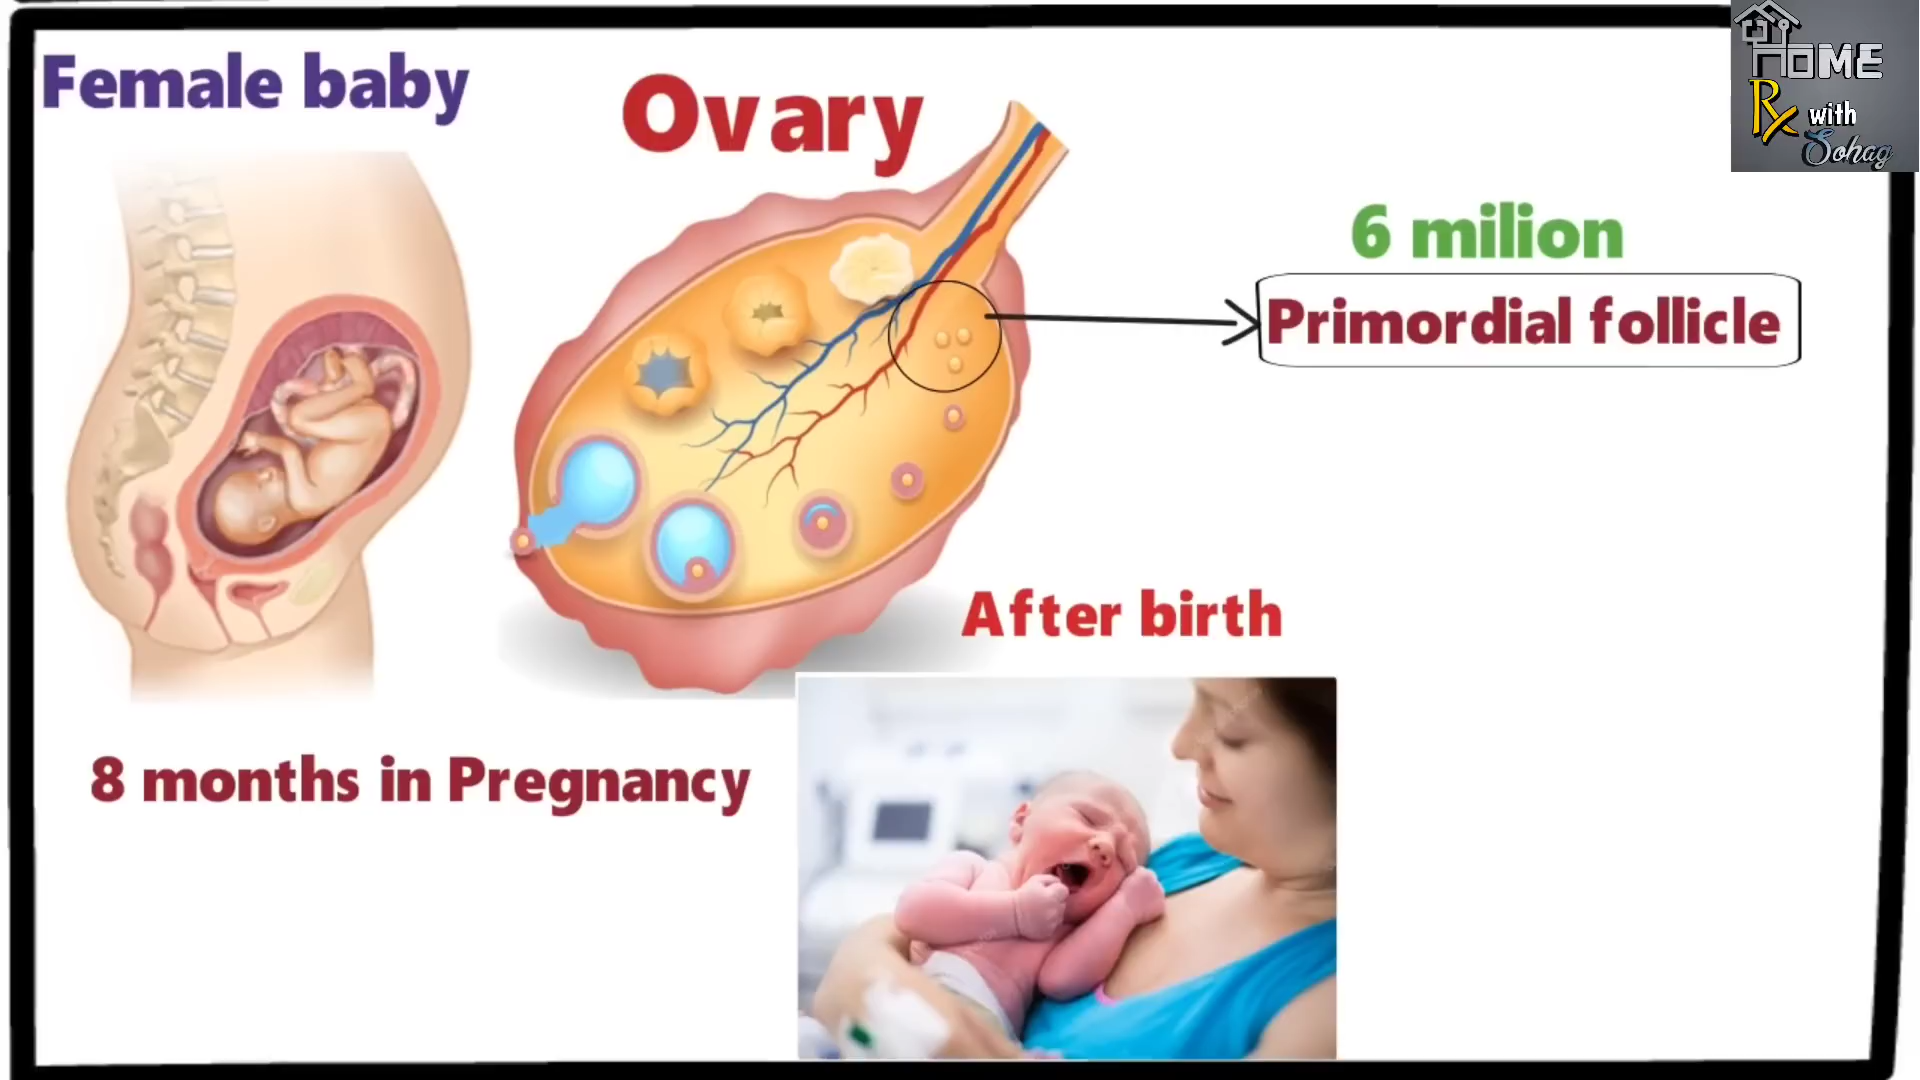 Female baby
Ovary
HOME
Rx with
Sohag
6 milion
Primordial follicle
After birth
8 months in Pregnancy